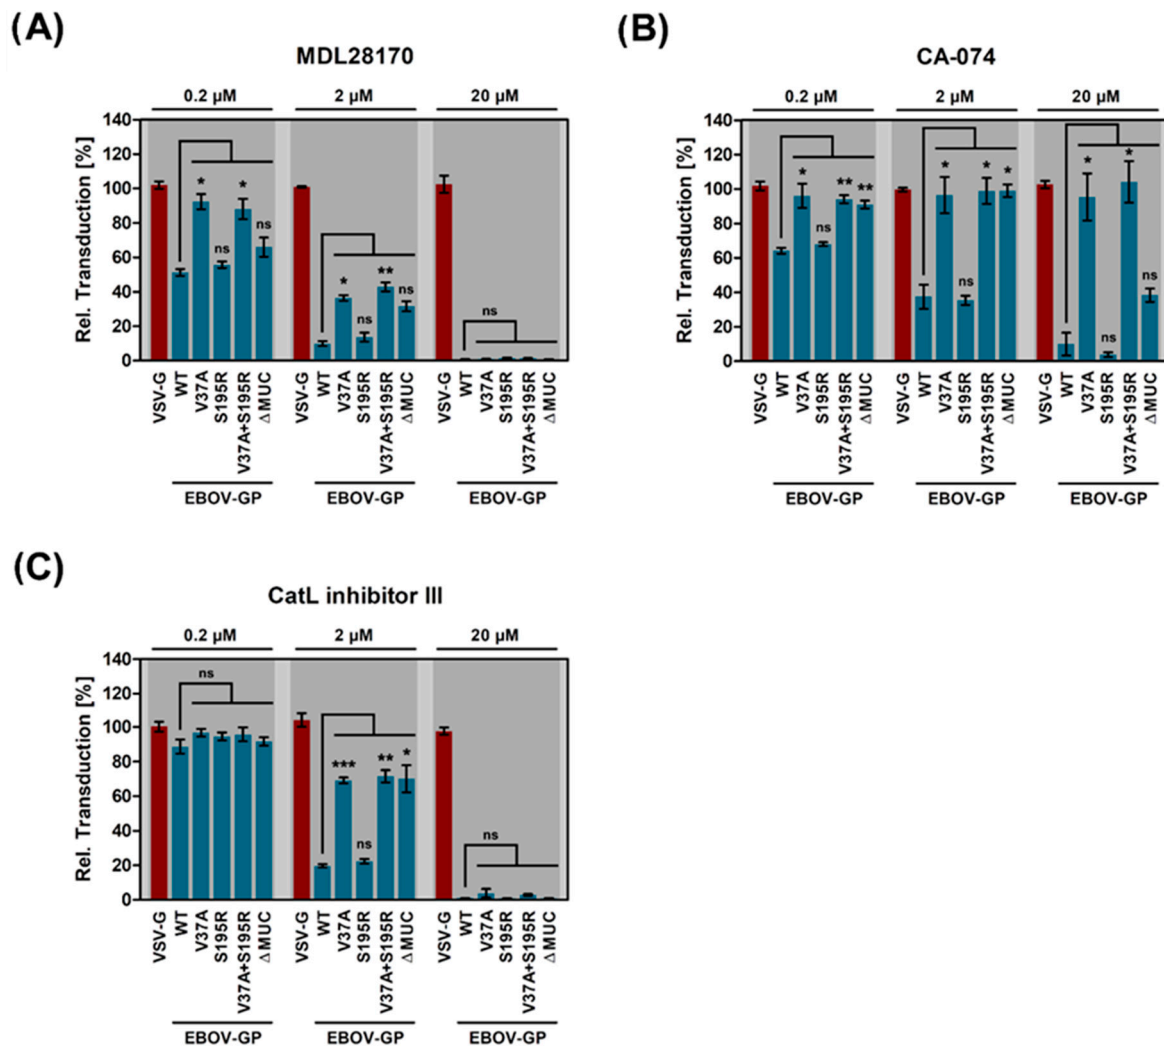 (A)
MDL28170
0.2 µM 2 µM 20 µM
Rel. Transduction [%]
140
120
100
80
60
40
20
0
* * ns ns
* ** ns ns
ns
VSV-G WT V37A S195R V37A+S195R ΔMUC VSV-G WT V37A S195R V37A+S195R ΔMUC VSV-G WT V37A S195R V37A+S195R ΔMUC
EBOV-GP EBOV-GP EBOV-GP
(B)
CA-074
0.2 µM 2 µM 20 µM
Rel. Transduction [%]
140
120
100
80
60
40
20
0
* ns ** **
* ns * *
* ns * ns
VSV-G WT V37A S195R V37A+S195R ΔMUC VSV-G WT V37A S195R V37A+S195R ΔMUC VSV-G WT V37A S195R V37A+S195R ΔMUC
EBOV-GP EBOV-GP EBOV-GP
(C)
CatL inhibitor III
0.2 µM 2 µM 20 µM
Rel. Transduction [%]
140
120
100
80
60
40
20
0
ns
*** ns ** *
ns
VSV-G WT V37A S195R V37A+S195R ΔMUC VSV-G WT V37A S195R V37A+S195R ΔMUC VSV-G WT V37A S195R V37A+S195R ΔMUC
EBOV-GP EBOV-GP EBOV-GP